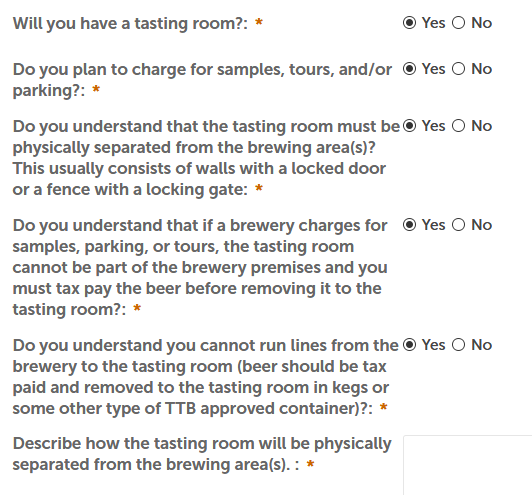 Will you have a tasting room?: * Yes No
Do you plan to charge for samples, tours, and/or Yes No
parking?: *
Do you understand that the tasting room must be Yes No
physically separated from the brewing area(s)?
This usually consists of walls with a locked door
or a fence with a locking gate: *
Do you understand that if a brewery charges for Yes No
samples, parking, or tours, the tasting room
cannot be part of the brewery premises and you
must tax pay the beer before removing it to the
tasting room?: *
Do you understand you cannot run lines from the Yes No
brewery to the tasting room (beer should be tax
paid and removed to the tasting room in kegs or
some other type of TTB approved container)?: *
Describe how the tasting room will be physically
separated from the brewing area(s). : *